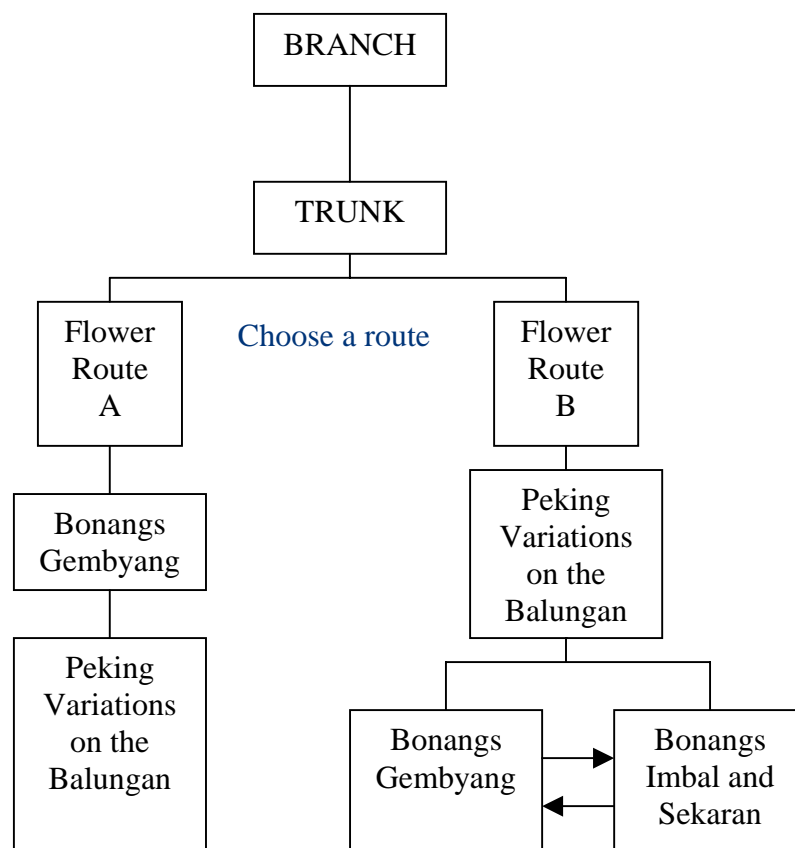 BRANCH
TRUNK
Flower
Route
A
Choose a route
Flower
Route
B
Bonangs
Gembyang
Peking
Variations
on the
Balungan
Peking
Variations
on the
Balungan
Bonangs
Gembyang
Bonangs
Imbal and
Sekaran